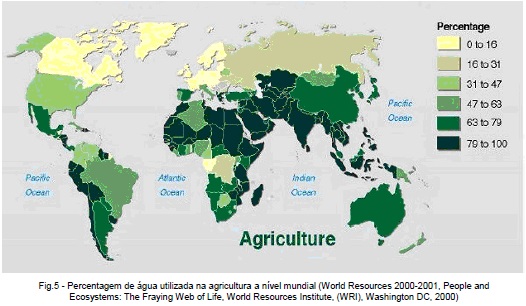 Percentage
0 to 16
16 to 31
31 to 47
47 to 63
63 to 79
79 to 100
Pacific
Ocean
Pacific
Ocean
Atlantic
Ocean
Indian
Ocean
Agriculture
Fig.5 - Percentagem de água utilizada na agricultura a nível mundial (World Resources 2000-2001, People and
Ecosystems: The Fraying Web of Life, World Resources Institute, (WRI), Washington DC, 2000)